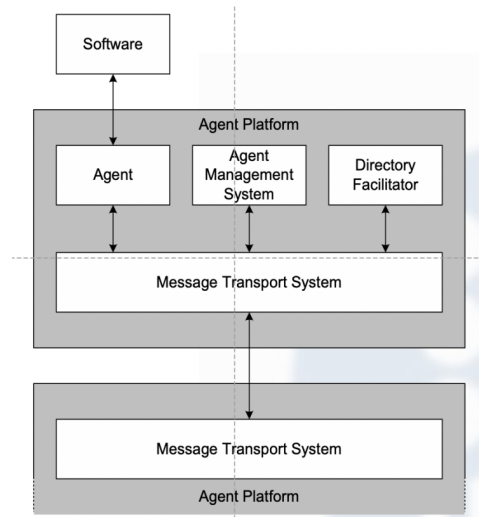 Software
Agent Platform
Agent
Agent
Management
System
Directory
Facilitator
Message Transport System
Message Transport System
Agent Platform